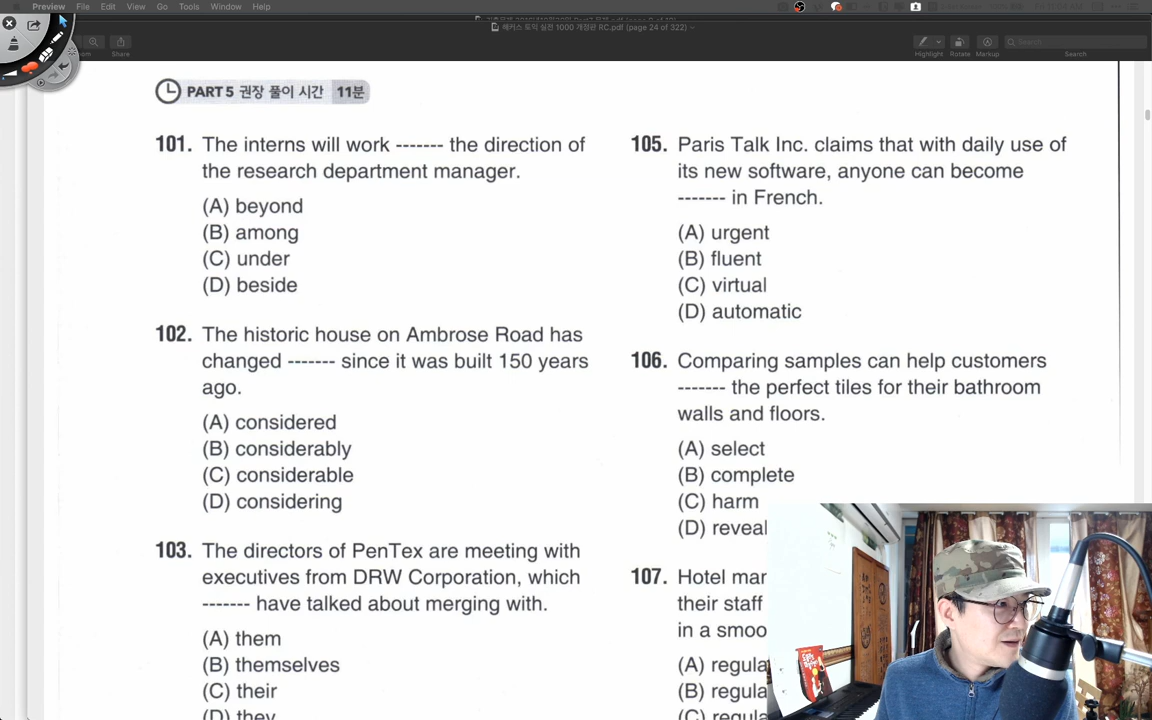 Preview File Edit View Go Tools Window Help
해커스 토익 실전 1000 개정판 RC.pdf (page 24 of 322)
Share
Highlight Rotate Markup Search
Search
PART 5 권장 풀이 시간 11분
101. The interns will work ------- the direction of
the research department manager.
(A) beyond
(B) among
(C) under
(D) beside
102. The historic house on Ambrose Road has
changed ------- since it was built 150 years
ago.
(A) considered
(B) considerably
(C) considerable
(D) considering
103. The directors of PenTex are meeting with
executives from DRW Corporation, which
------- have talked about merging with.
(A) them
(B) themselves
(C) their
(D) they
105. Paris Talk Inc. claims that with daily use of
its new software, anyone can become
------- in French.
(A) urgent
(B) fluent
(C) virtual
(D) automatic
106. Comparing samples can help customers
------- the perfect tiles for their bathroom
walls and floors.
(A) select
(B) complete
(C) harm
(D) reveal
107. Hotel mar
their staff
in a smoo
(A) regula
(B) regula
(C) regula